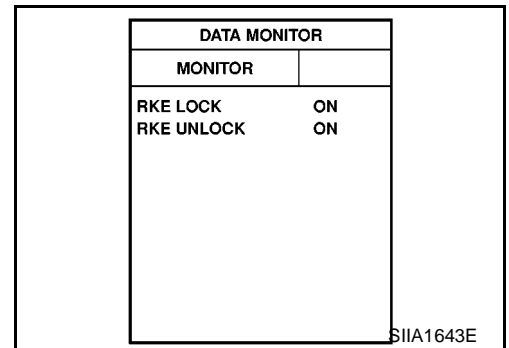 DATA MONITOR
MONITOR
RKE LOCK ON
RKE UNLOCK ON
SIIA1643E